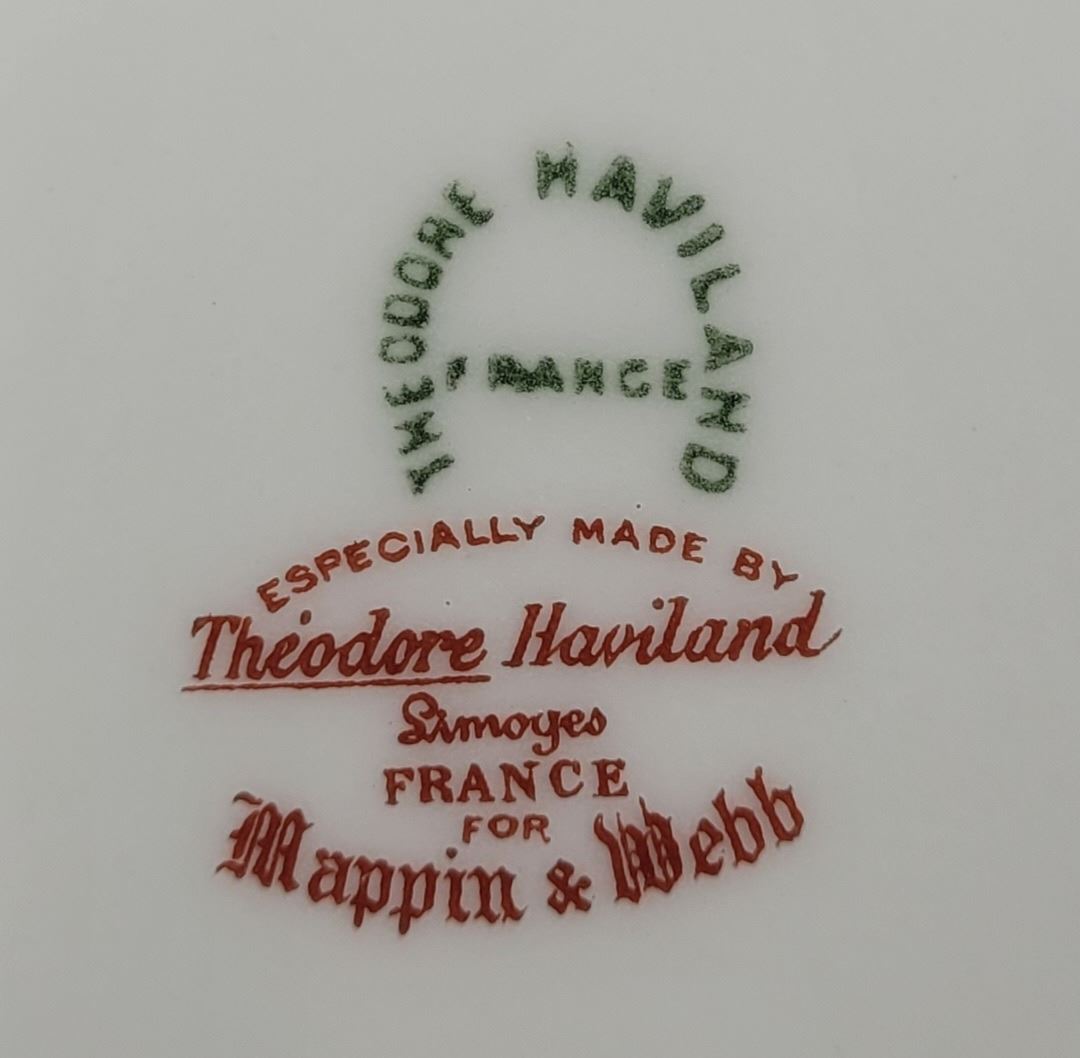 THEODORE HAVILAND
FRANCE
ESPECIALLY MADE BY
Théodore Haviland
Limoges
FRANCE
FOR
Mappin & Webb